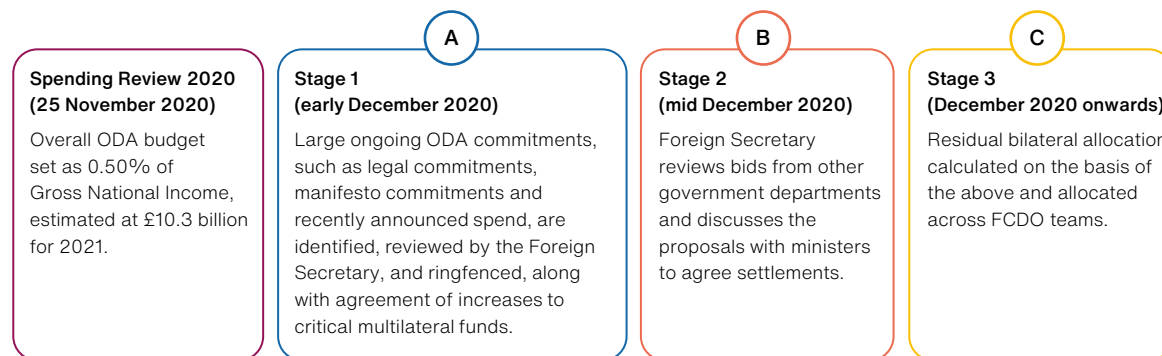 A
B
C
Spending Review 2020
(25 November 2020)
Overall ODA budget
set as 0.50% of
Gross National Income,
estimated at £10.3 billion
for 2021.
Stage 1
(early December 2020)
Large ongoing ODA commitments,
such as legal commitments,
manifesto commitments and
recently announced spend, are
identified, reviewed by the Foreign
Secretary, and ringfenced, along
with agreement of increases to
critical multilateral funds.
Stage 2
(mid December 2020)
Foreign Secretary
reviews bids from other
government departments
and discusses the
proposals with ministers
to agree settlements.
Stage 3
(December 2020 onwards)
Residual bilateral allocation
calculated on the basis of
the above and allocated
across FCDO teams.